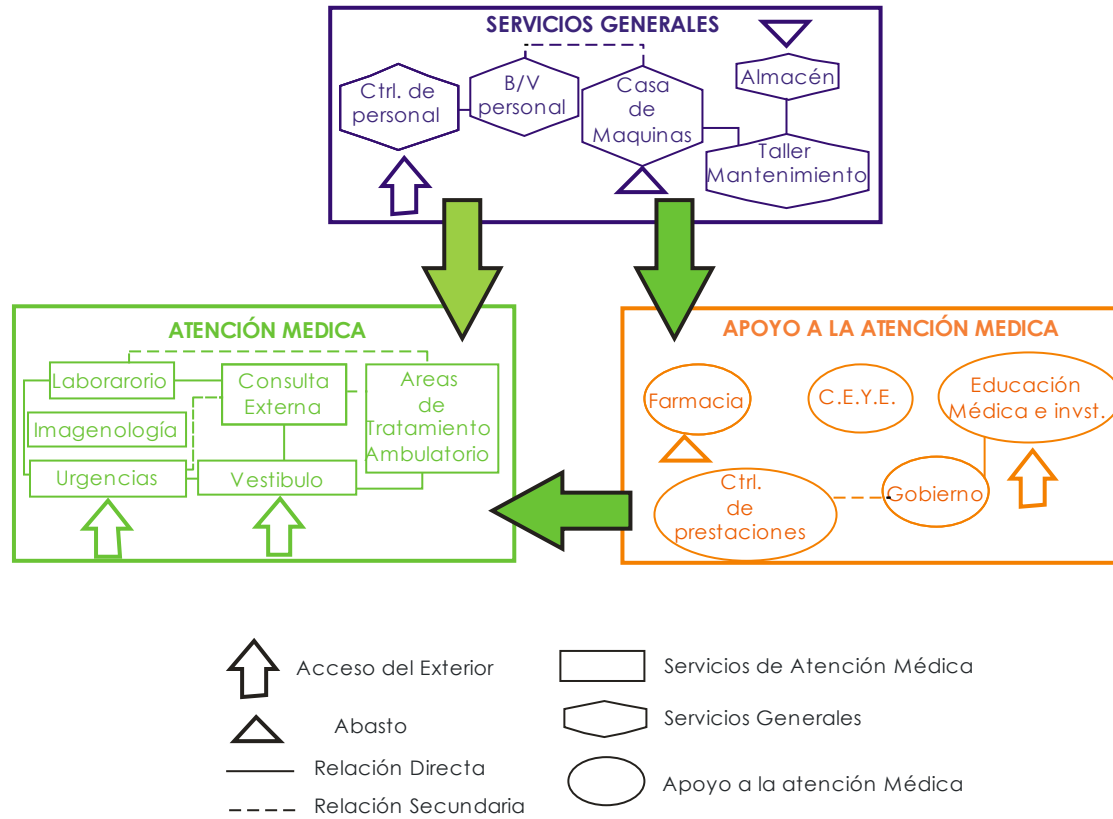 SERVICIOS GENERALES
Ctrl. de
personal
B/V
personal
Casa
de
Maquinas
Almacén
Taller
Mantenimiento
ATENCIÓN MEDICA
Laborarorio
Consulta
Externa
Areas
de
Tratamiento
Ambulatorio
Imagenología
Urgencias
Vestibulo
APOYO A LA ATENCIÓN MEDICA
Farmacia
C.E.Y.E.
Educación
Médica e invst.
Ctrl.
de
prestaciones
Gobierno
Acceso del Exterior
Abasto
Relación Directa
Relación Secundaria
Servicios de Atención Médica
Servicios Generales
Apoyo a la atención Médica